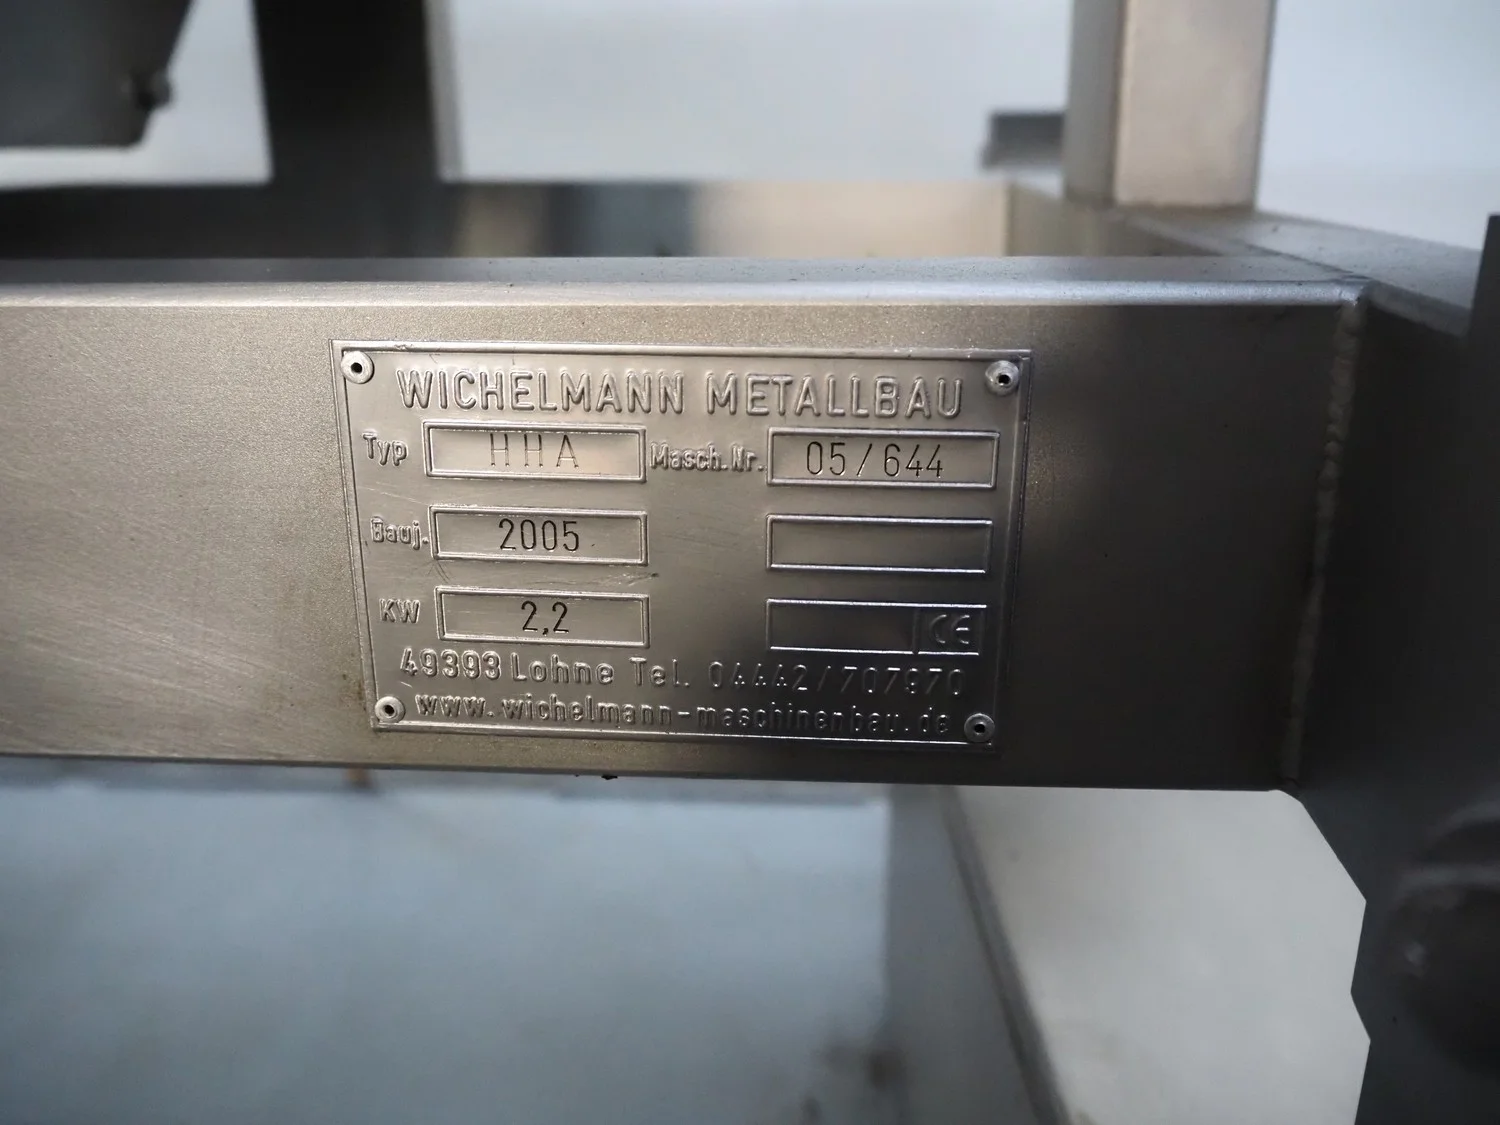 WICHELMANN METALLBAU
Typ HHA Masch.Nr. 05/644
Bauj. 2005
KW 2,2 CE
49393 Lohne Tel. 04442/707970
www.wichelmann-maschinenbau.de